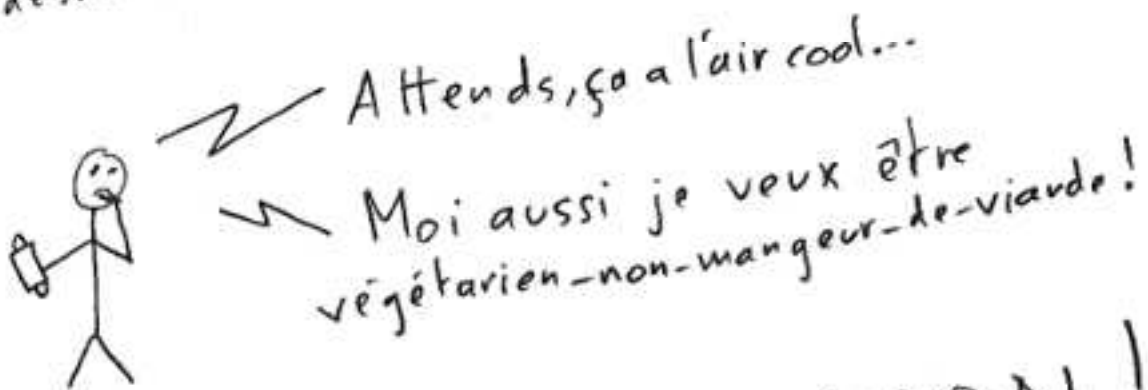 Attends, ça a l'air cool...
Moi aussi je veux être
végétarien-non-mangeur-de-viande!